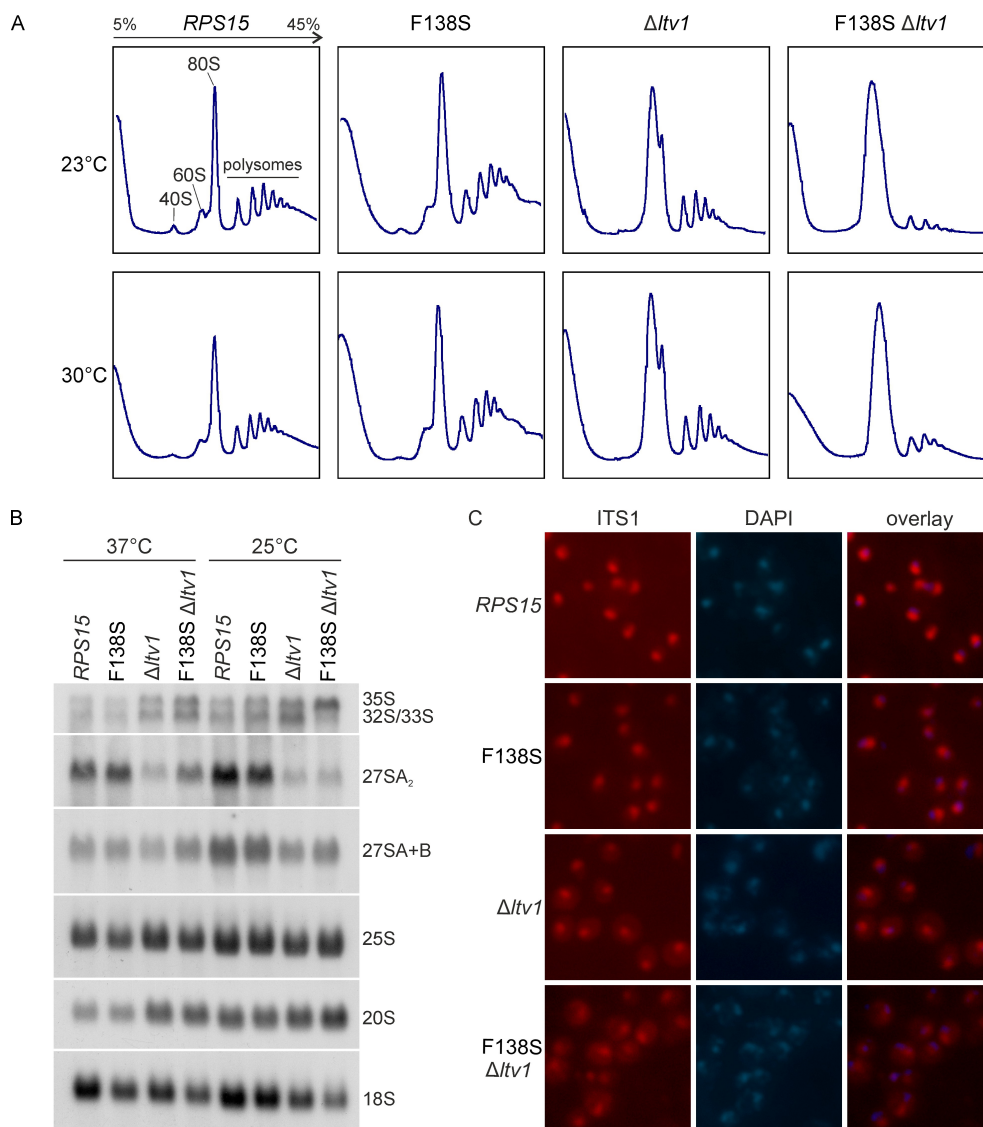 A
5% RPS15 45%
F138S
Δltv1
F138S Δltv1
23°C
80S
60S
40S
polysomes
30°C
B
37°C
25°C
RPS15
F138S
Δltv1
F138S Δltv1
RPS15
F138S
Δltv1
F138S Δltv1
35S
32S/33S
27SA₂
27SA+B
25S
20S
18S
C
ITS1
DAPI
overlay
RPS15
F138S
Δltv1
F138S
Δltv1